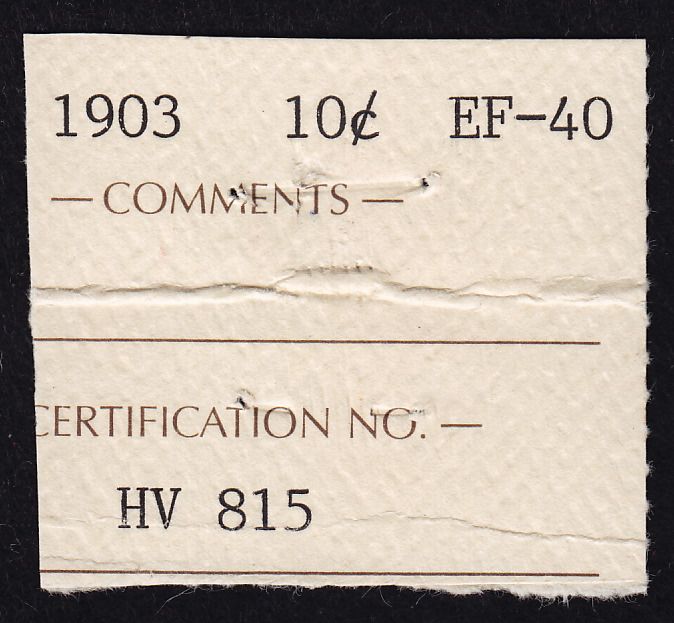 1903 10¢ EF-40
— COMMENTS —
CERTIFICATION NO. —
HV 815